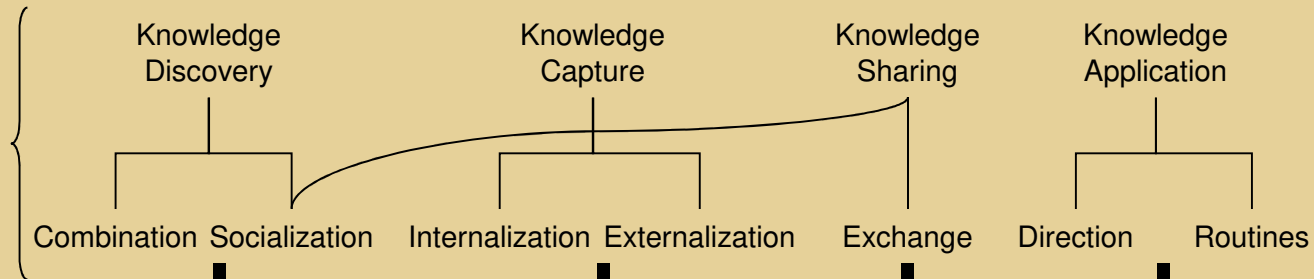 Knowledge
Discovery
Knowledge
Capture
Knowledge
Sharing
Knowledge
Application
Combination
Socialization
Internalization
Externalization
Exchange
Direction
Routines